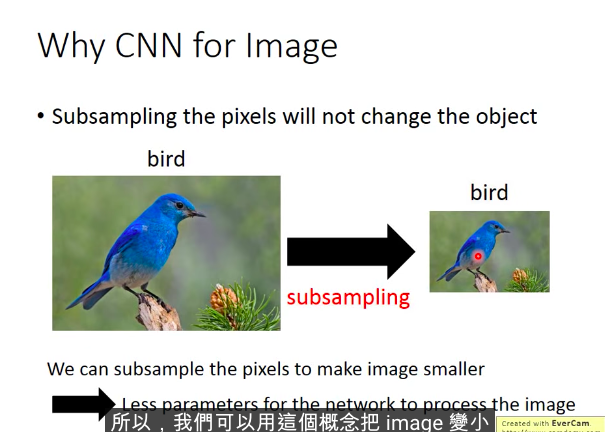 Why CNN for Image
• Subsampling the pixels will not change the object
bird
bird
subsampling
We can subsample the pixels to make image smaller
Less parameters for the network to process the image
所以，我們可以用這個概念把 image 變小
Created with EverCam.